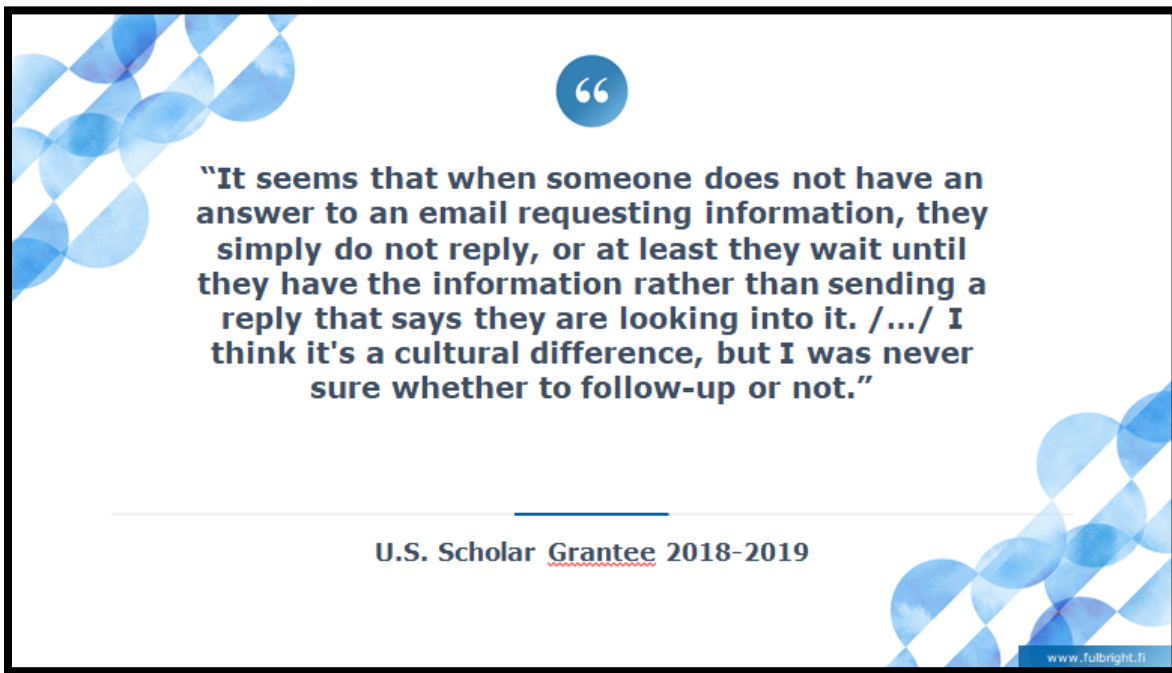 “
“It seems that when someone does not have an
answer to an email requesting information, they
simply do not reply, or at least they wait until
they have the information rather than sending a
reply that says they are looking into it. /…/ I
think it's a cultural difference, but I was never
sure whether to follow-up or not.”
U.S. Scholar Grantee 2018-2019
www.fulbright.fi